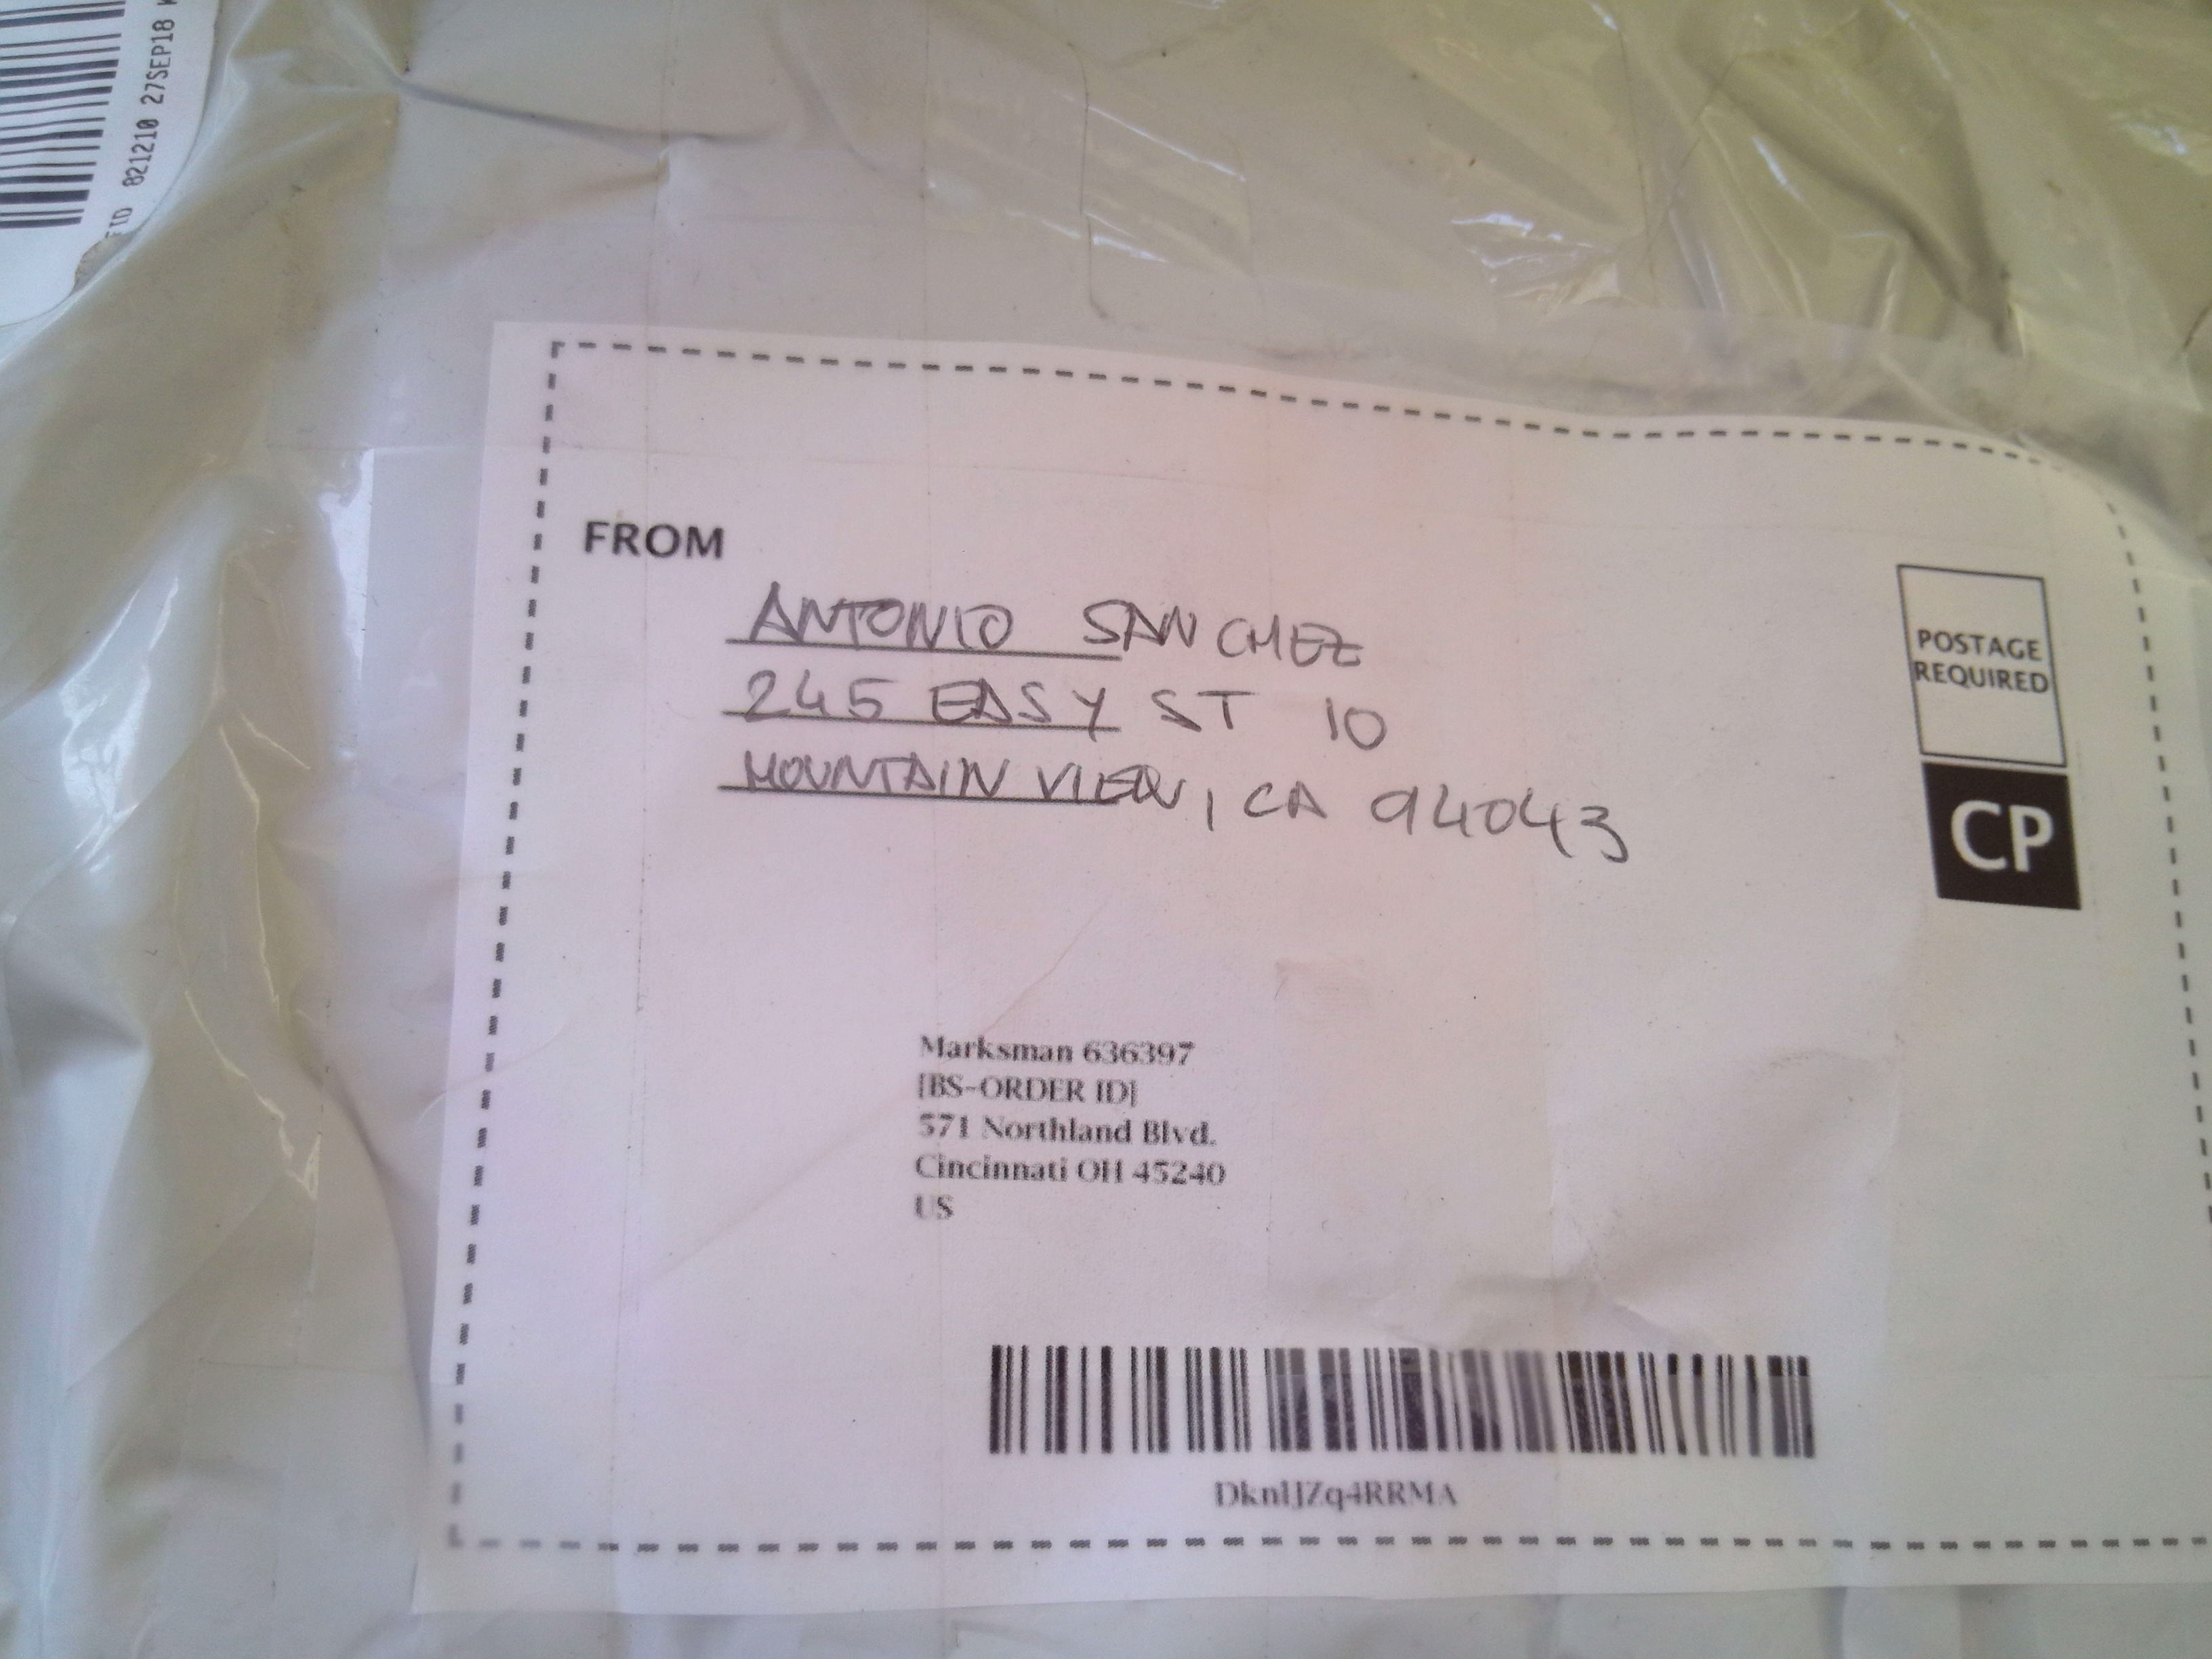 821210 27SEP18
FROM
ANTONIO SANCHEZ
245 EASY ST 10
MOUNTAIN VIEW, CA 94043
POSTAGE
REQUIRED
CP
Marksman 636397
[BS-ORDER ID]
571 Northland Blvd.
Cincinnati OH 45240
US